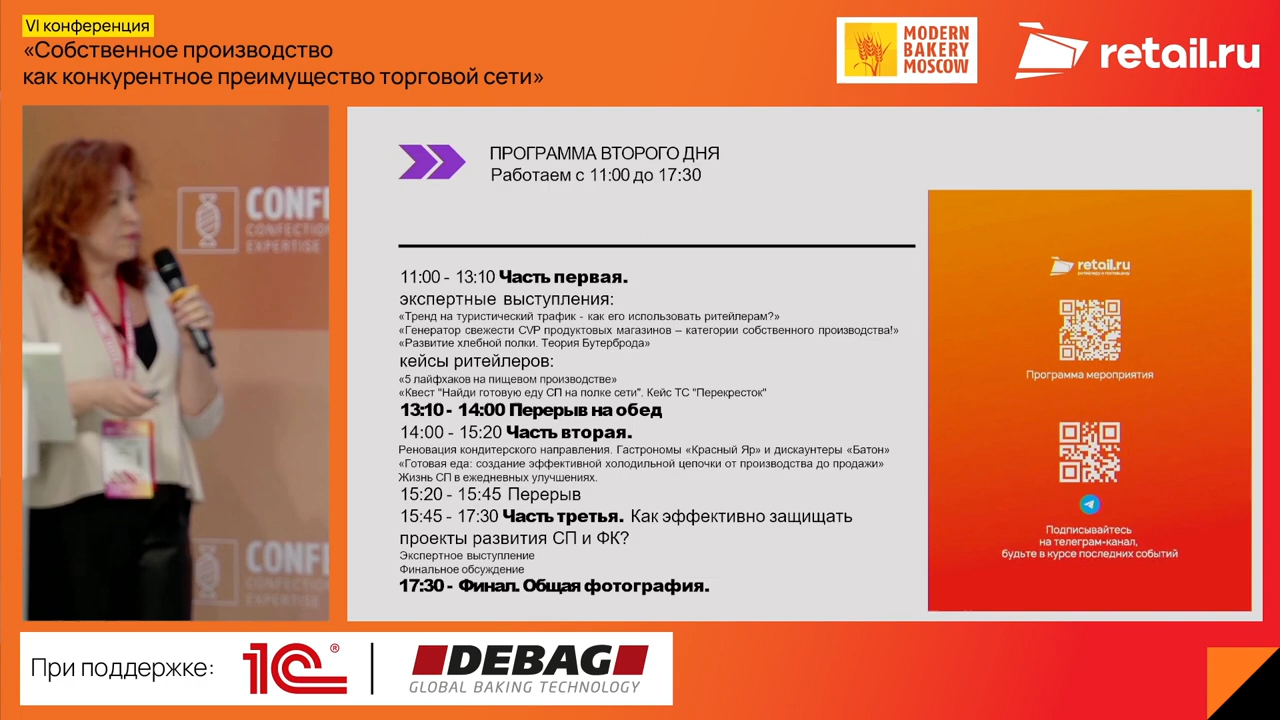 VI конференция
«Собственное производство
как конкурентное преимущество торговой сети»
MODERN
BAKERY
MOSCOW
retail.ru
CONF
CONFECTION
EXPERTISE
ПРОГРАММА ВТОРОГО ДНЯ
Работаем с 11:00 до 17:30
11:00 - 13:10 Часть первая.
экспертные выступления:
«Тренд на туристический трафик - как его использовать ритейлерам?»
«Генератор свежести CVP продуктовых магазинов – категории собственного производства!»
«Развитие хлебной полки. Теория Бутерброда»
кейсы ритейлеров:
«5 лайфхаков на пищевом производстве»
«Квест "Найди готовую еду СП на полке сети". Кейс ТС "Перекресток"
13:10 - 14:00 Перерыв на обед
14:00 - 15:20 Часть вторая.
Реновация кондитерского направления. Гастрономы «Красный Яр» и дискаунтеры «Батон»
«Готовая еда: создание эффективной холодильной цепочки от производства до продажи»
Жизнь СП в ежедневных улучшениях.
15:20 - 15:45 Перерыв
15:45 - 17:30 Часть третья. Как эффективно защищать
проекты развития СП и ФК?
Экспертное выступление
Финальное обсуждение
17:30 - Финал. Общая фотография.
retail.ru
Программа мероприятия
Подписывайтесь
на телеграм-канал,
будьте в курсе последних событий
CONF
CONFECTION
EXPERTISE
При поддержке:
1С®
DEBAG
GLOBAL BAKING TECHNOLOGY